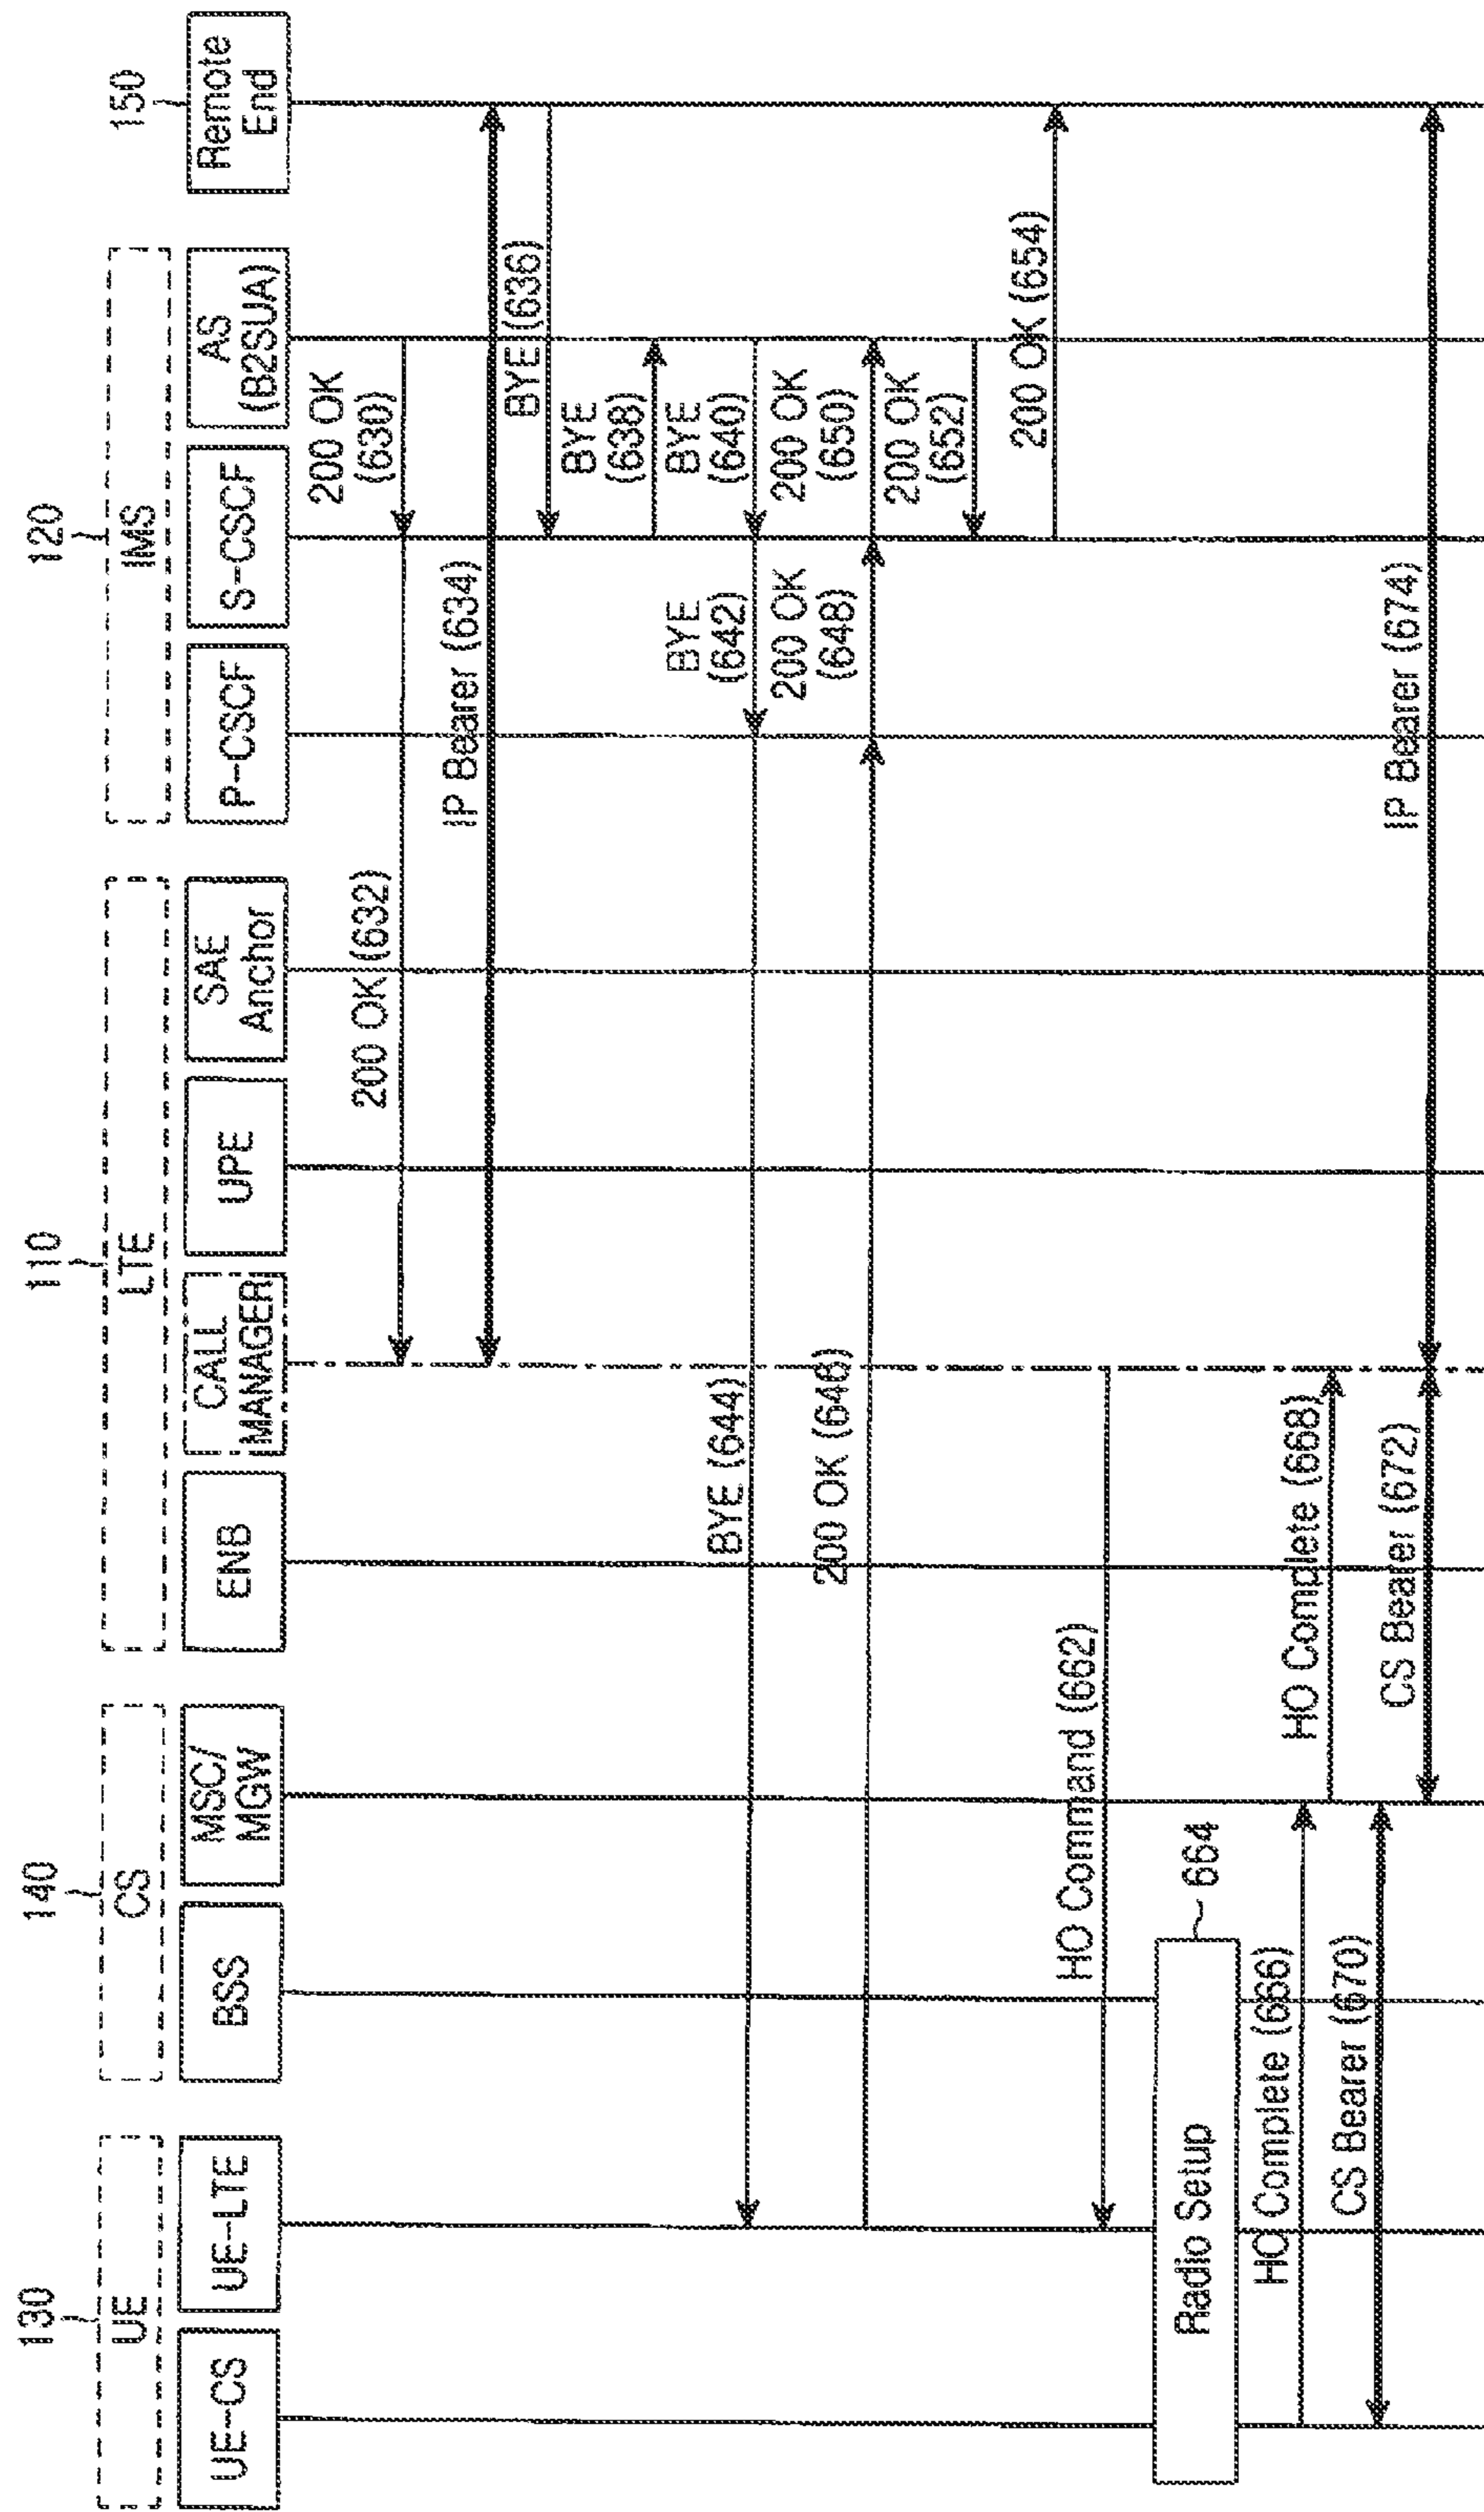 130
UE
UE-CS
UE-LTE
140
CS
BSS
MSC/
MGW
110
LTE
ENB
CALL
MANAGER
UPE
SAE
Anchor
120
IMS
P-CSCF
S-CSCF
AS
(B2SUA)
150
Remote
End
200 OK
(630)
200 OK (632)
IP Bearer (634)
BYE (636)
BYE
(638)
BYE
(640)
BYE
(642)
BYE (644)
200 OK (646)
200 OK
(648)
200 OK
(650)
200 OK
(652)
200 OK (654)
HO Command (662)
Radio Setup
664
HO Complete (666)
HO Complete (668)
CS Bearer (670)
CS Bearer (672)
IP Bearer (674)